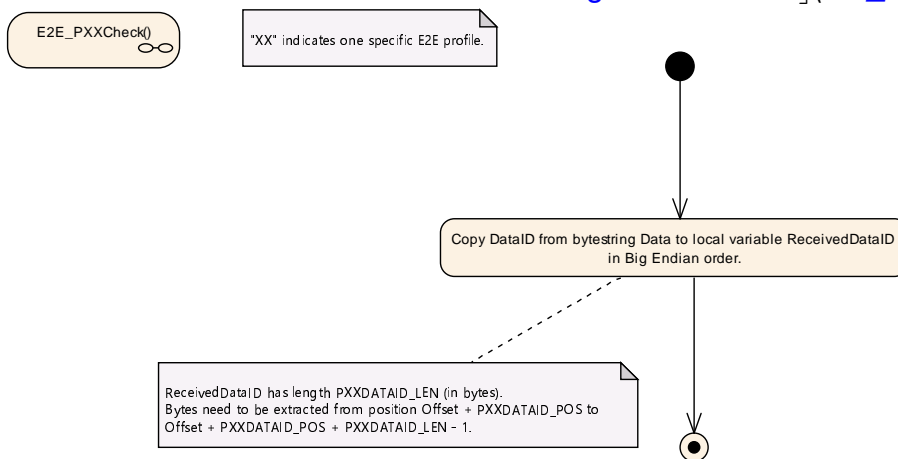 E2E_PXXCheck()
"XX" indicates one specific E2E profile.
Copy DataID from bytestring Data to local variable ReceivedDataID
in Big Endian order.
ReceivedDataID has length PXXDATAID_LEN (in bytes).
Bytes need to be extracted from position Offset + PXXDATAID_POS to
Offset + PXXDATAID_POS + PXXDATAID_LEN - 1.